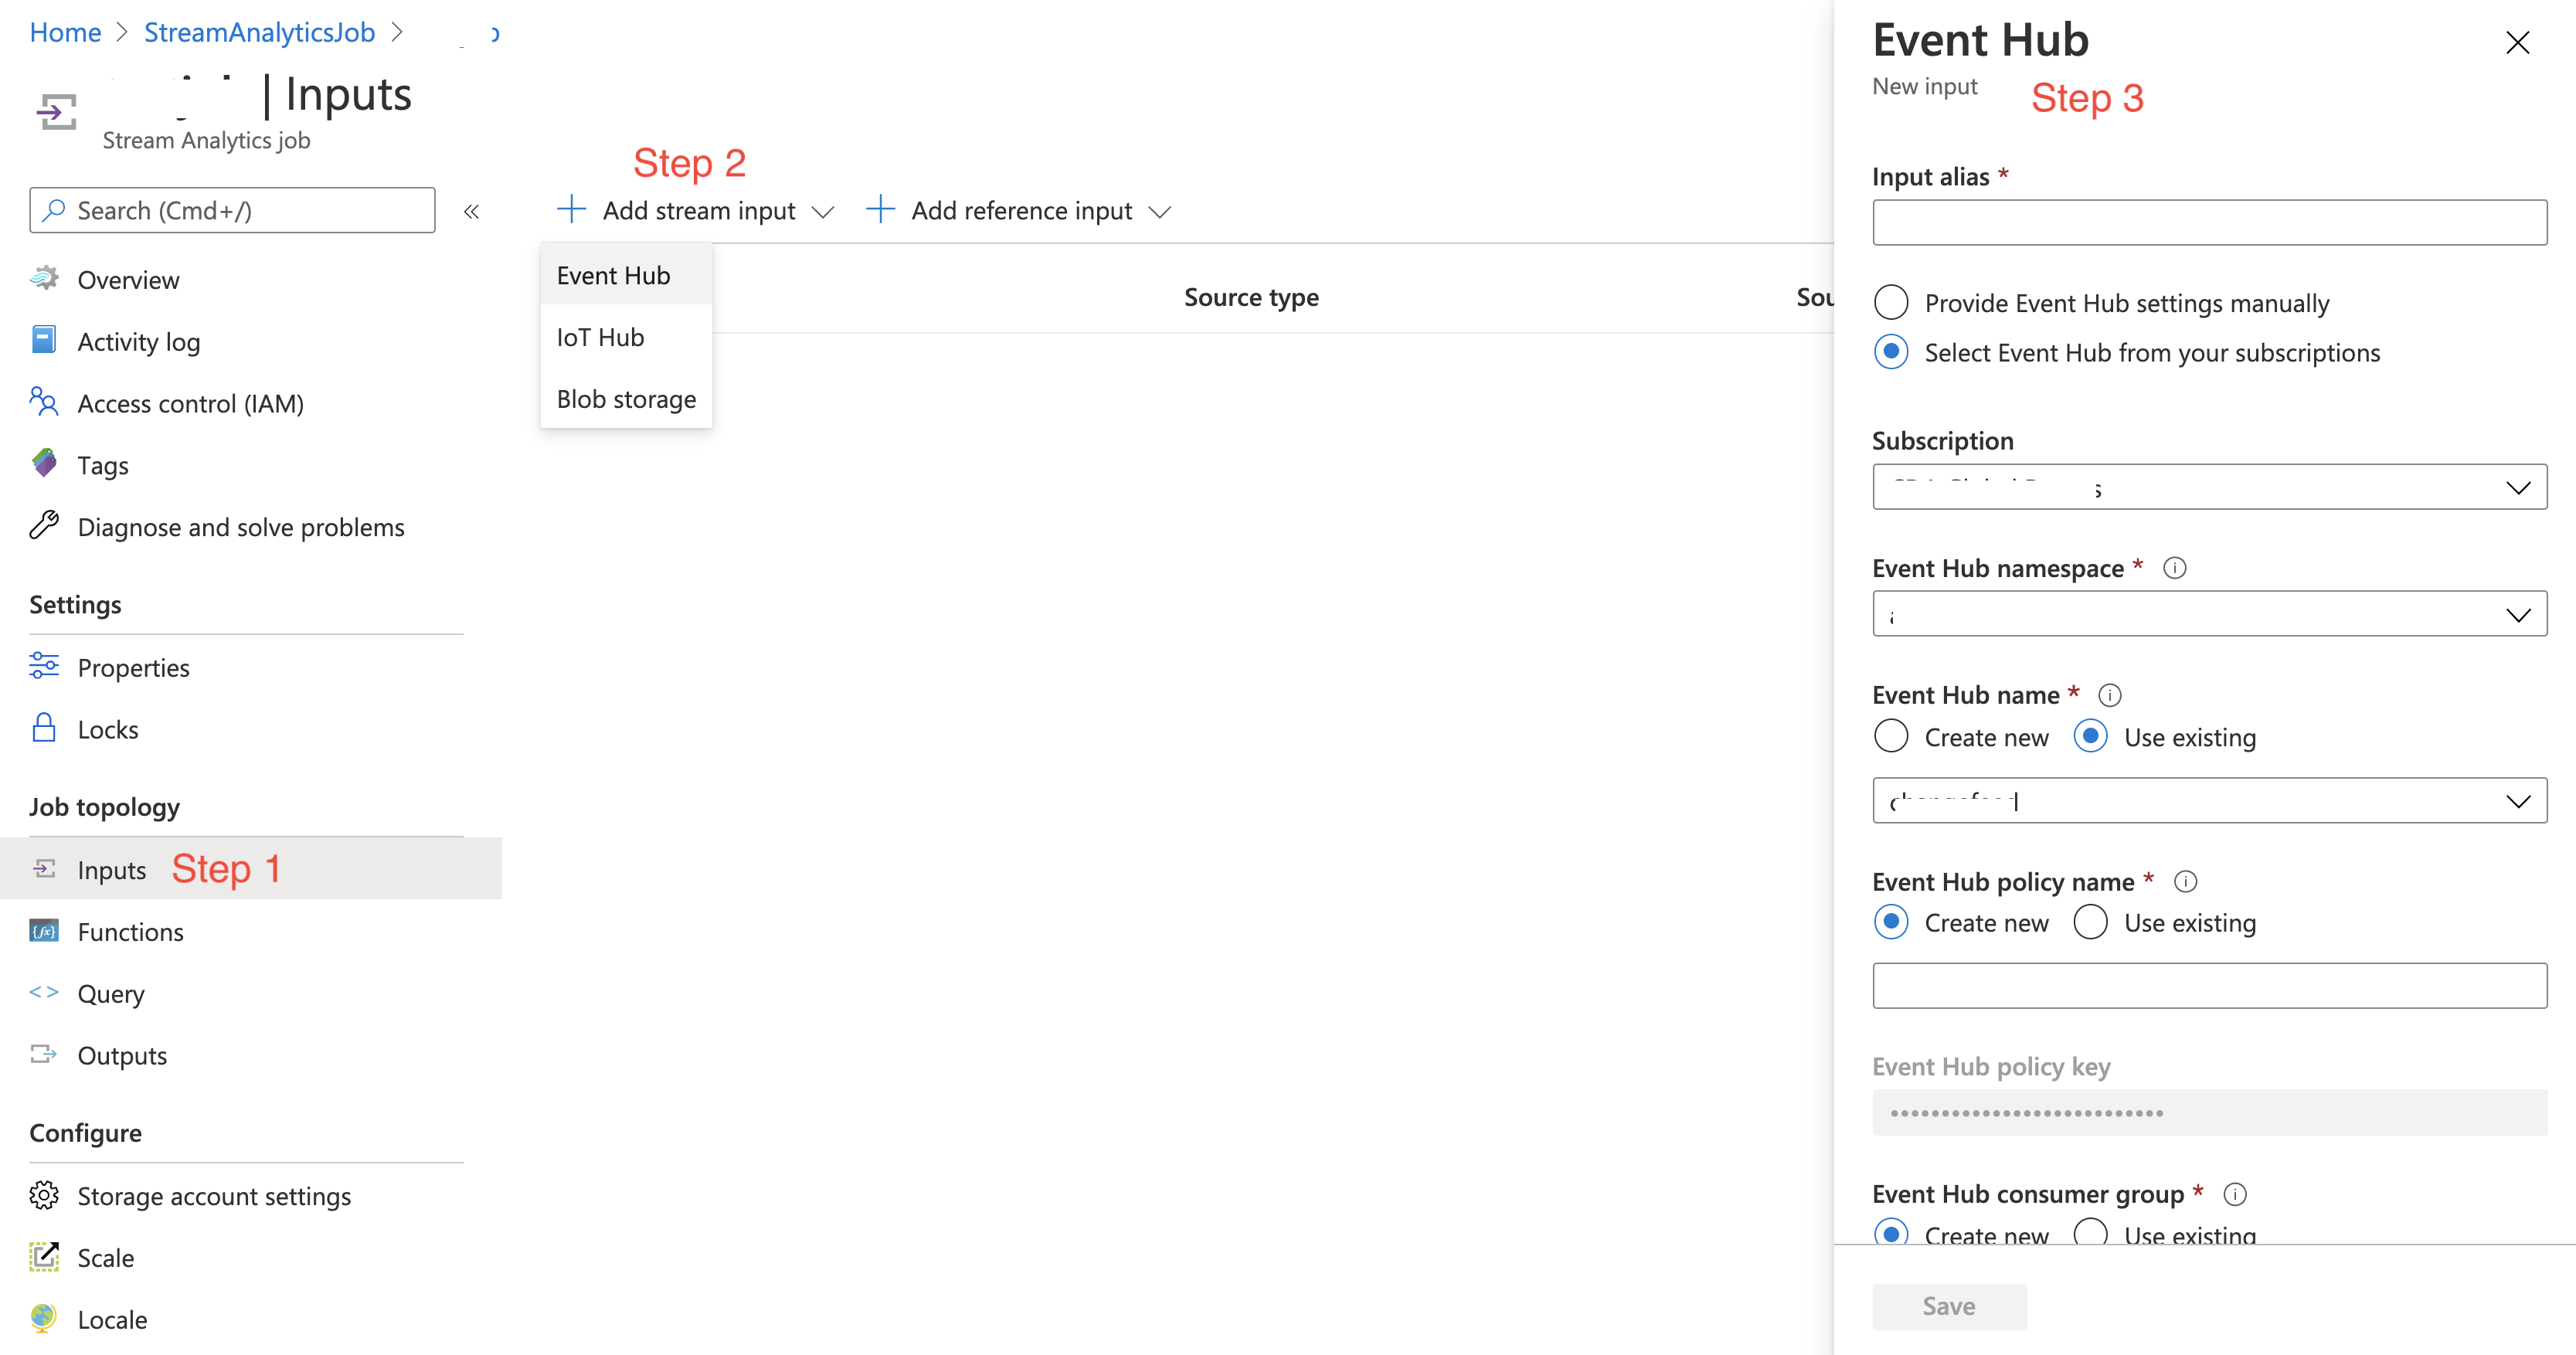 Home > StreamAnalyticsJob >
| Inputs
Stream Analytics job
Search (Cmd+/)
«
Overview
Activity log
Access control (IAM)
Tags
Diagnose and solve problems
Settings
Properties
Locks
Job topology
Inputs Step 1
Functions
Query
Outputs
Configure
Storage account settings
Scale
Locale
Step 2
+ Add stream input + Add reference input
Event Hub
IoT Hub
Blob storage
Source type
Sou
Event Hub
New input
Step 3
Input alias *
Provide Event Hub settings manually
Select Event Hub from your subscriptions
Subscription
Event Hub namespace *
Event Hub name *
Create new Use existing
Event Hub policy name *
Create new Use existing
Event Hub policy key
Event Hub consumer group *
Create new Use existing
Save